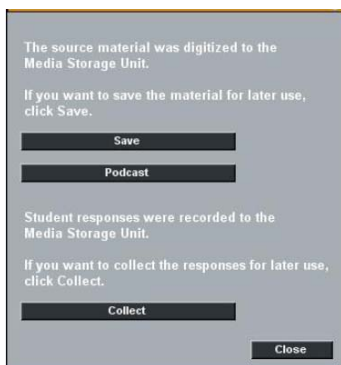 The source material was digitized to the
Media Storage Unit.
If you want to save the material for later use,
click Save.
Save
Podcast
Student responses were recorded to the
Media Storage Unit.
If you want to collect the responses for later use,
click Collect.
Collect
Close